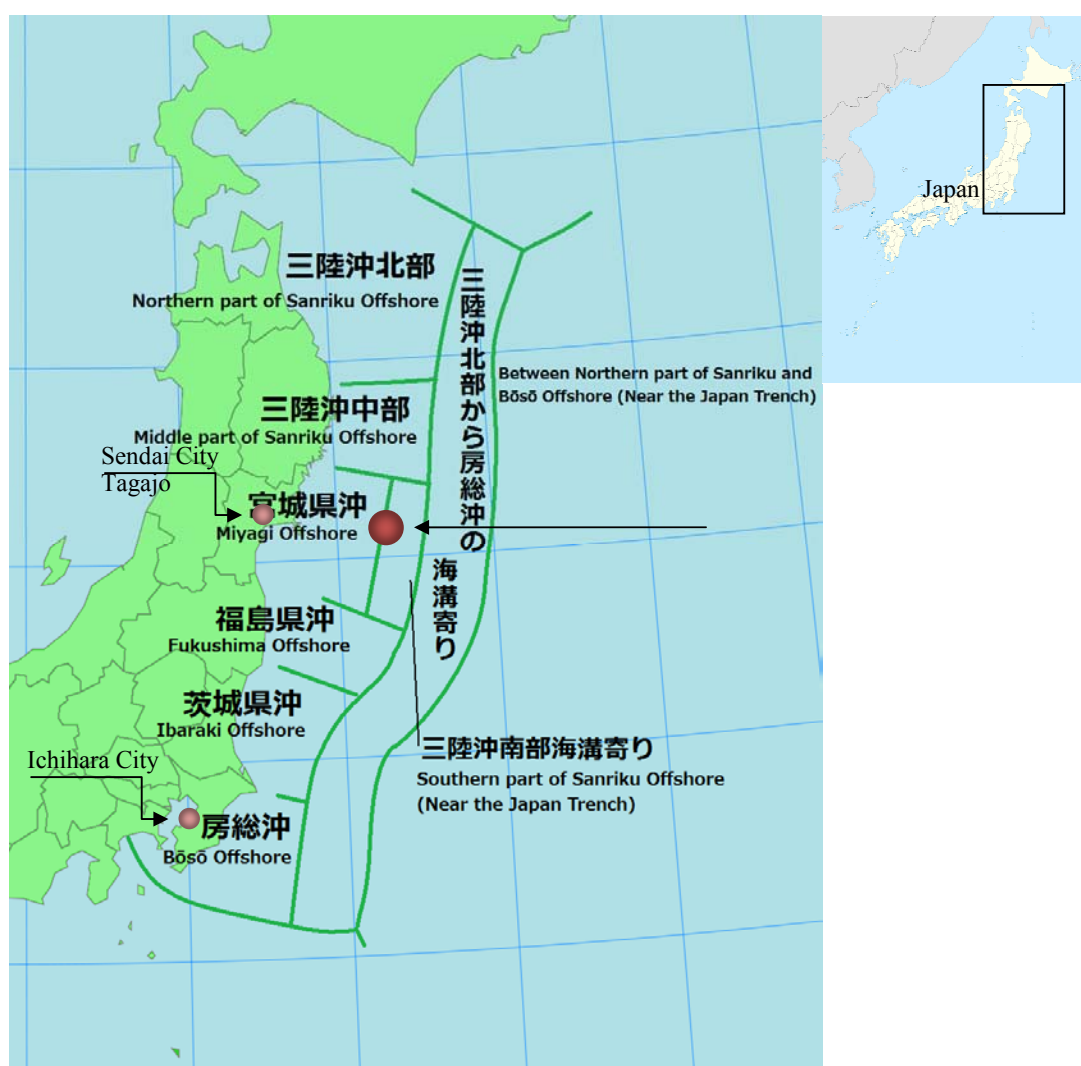 Japan
三陸沖北部
Northern part of Sanriku Offshore
三陸沖北部から房総沖の
海溝寄り
Between Northern part of Sanriku and
Bōsō Offshore (Near the Japan Trench)
三陸沖中部
Middle part of Sanriku Offshore
Sendai City
Tagajo
宮城県沖
Miyagi Offshore
福島県沖
Fukushima Offshore
茨城県沖
Ibaraki Offshore
三陸沖南部海溝寄り
Southern part of Sanriku Offshore
(Near the Japan Trench)
Ichihara City
房総沖
Bōsō Offshore